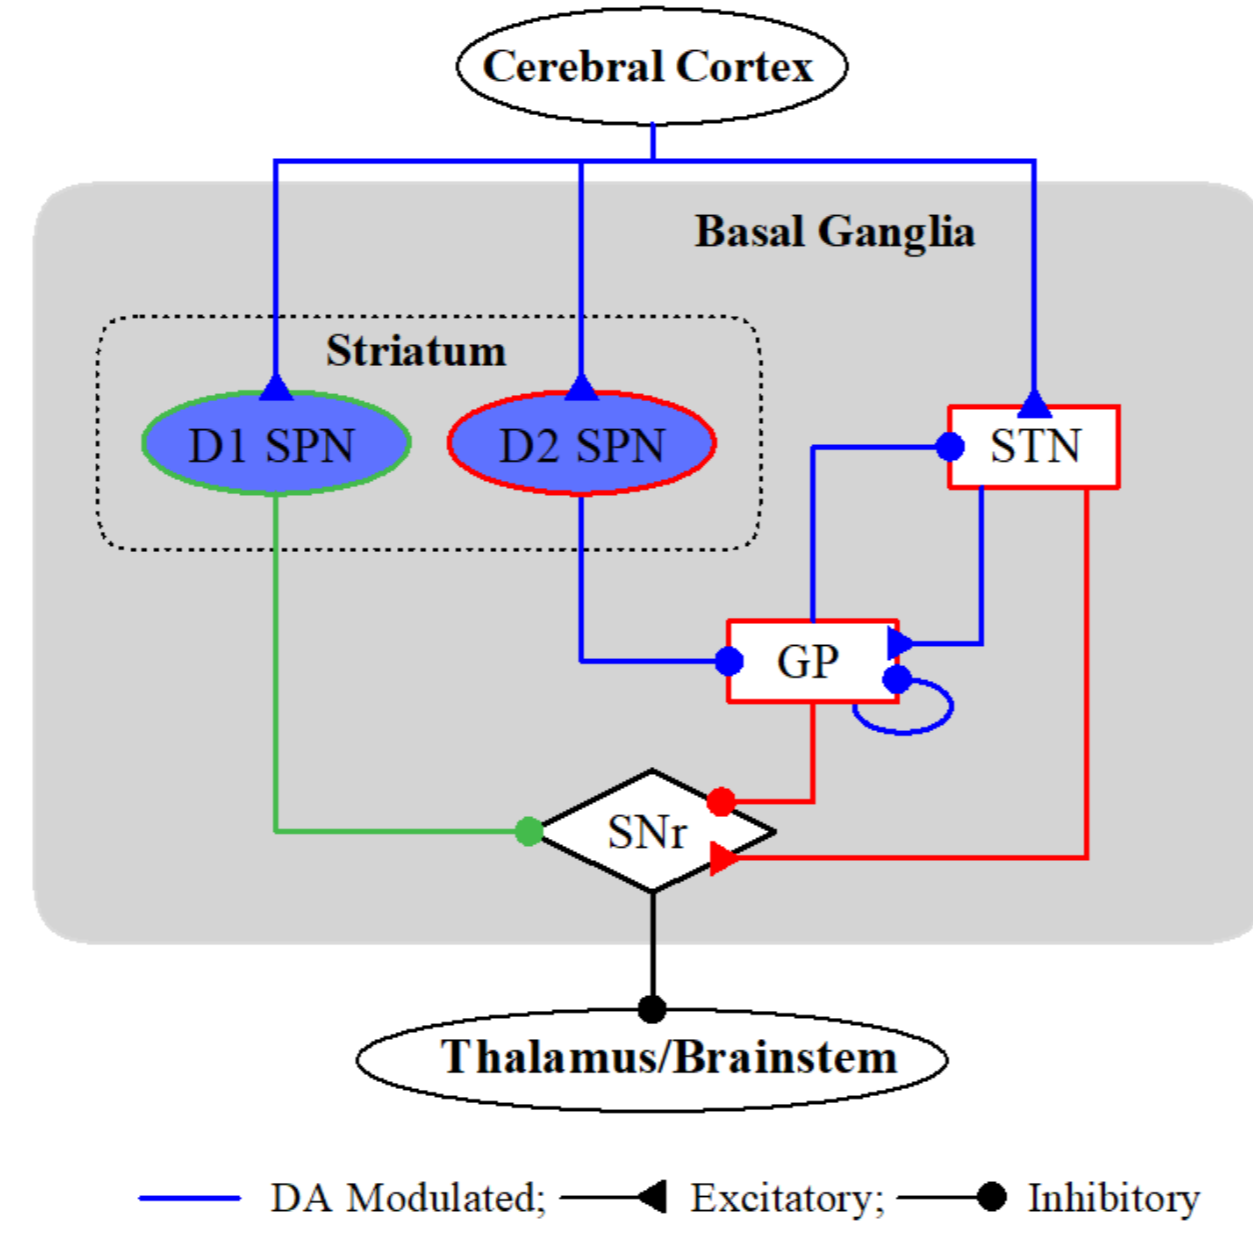 Cerebral Cortex
Basal Ganglia
Striatum
D1 SPN
D2 SPN
STN
GP
SNr
Thalamus/Brainstem
DA Modulated; Excitatory; Inhibitory